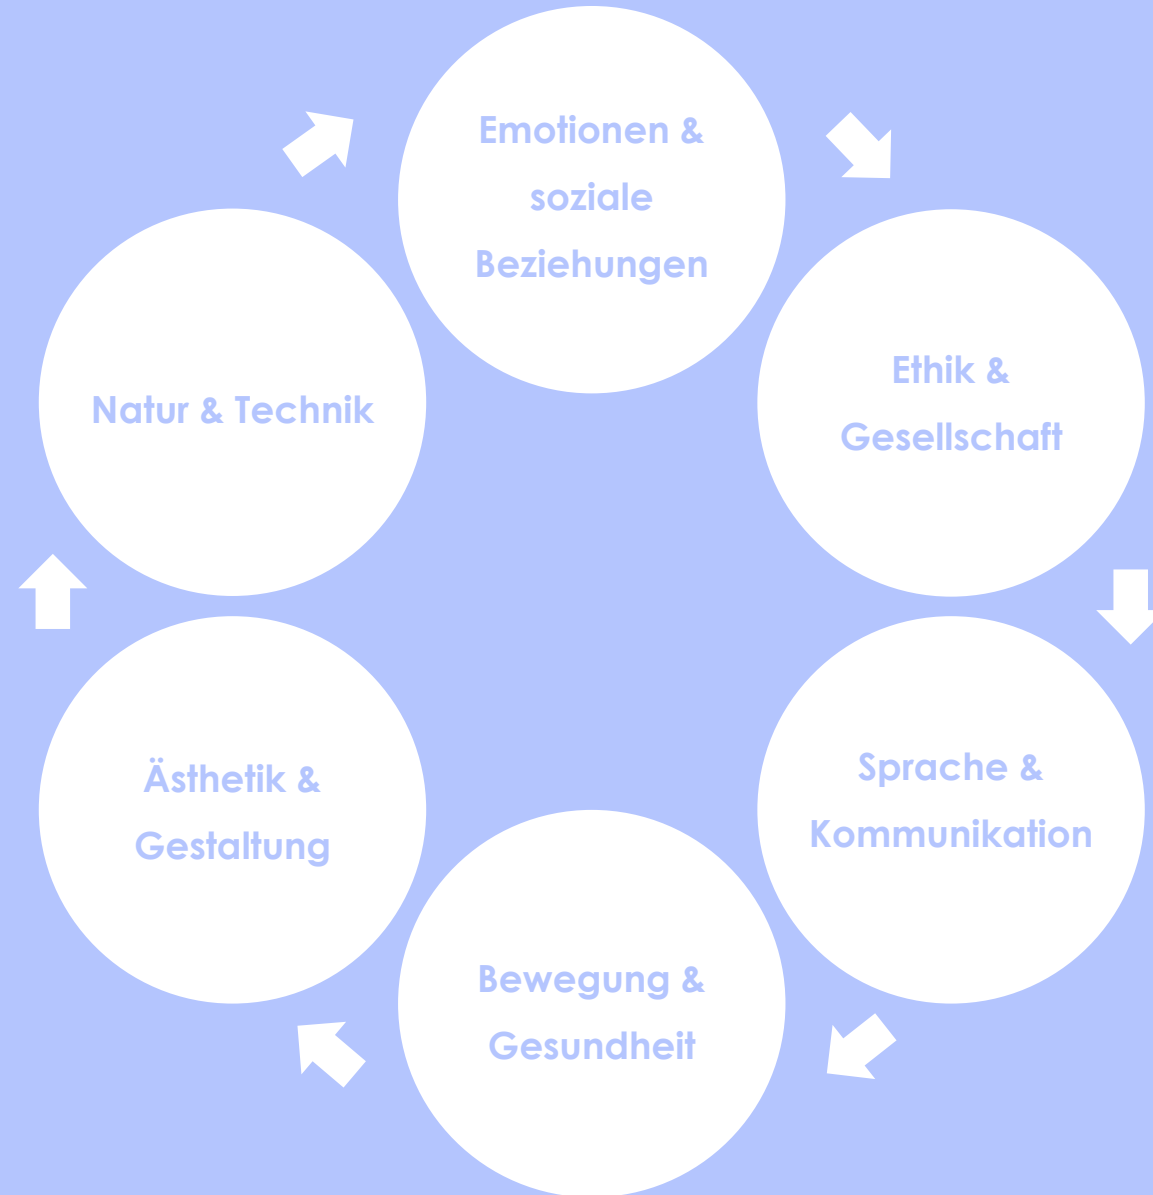 Emotionen &
soziale
Beziehungen
Ethik &
Gesellschaft
Sprache &
Kommunikation
Bewegung &
Gesundheit
Ästhetik &
Gestaltung
Natur & Technik